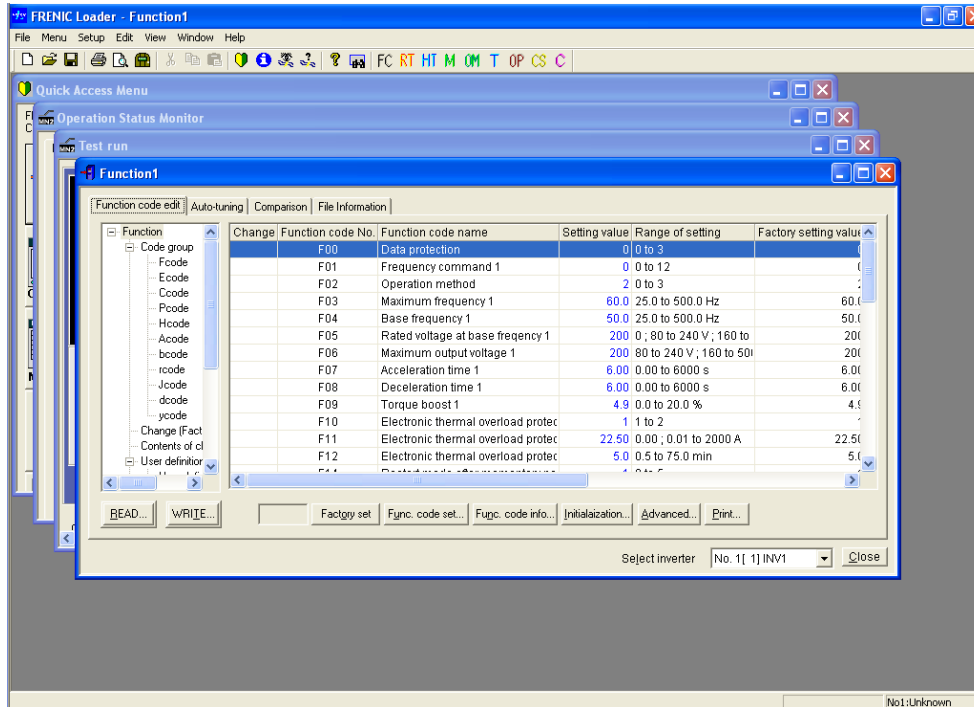 FRENIC Loader - Function1
File Menu Setup Edit View Window Help
FC RT HT M OM T OP CS C
Quick Access Menu
Operation Status Monitor
Test run
Function1
Function code edit Auto-tuning Comparison File Information
Function
Code group
Fcode
Ecode
Ccode
Pcode
Hcode
Acode
bcode
rcode
Jcode
dcode
ycode
Change (Fact
Contents of cl
User definition
Change Function code No. Function code name Setting value Range of setting Factory setting value
F00 Data protection 0 0 to 3
F01 Frequency command 1 0 0 to 12
F02 Operation method 2 0 to 3
F03 Maximum frequency 1 60.0 25.0 to 500.0 Hz 60.0
F04 Base frequency 1 50.0 25.0 to 500.0 Hz 50.0
F05 Rated voltage at base freqency 1 200 0 ; 80 to 240 V ; 160 to 200
F06 Maximum output voltage 1 200 80 to 240 V ; 160 to 500 200
F07 Acceleration time 1 6.00 0.00 to 6000 s 6.00
F08 Deceleration time 1 6.00 0.00 to 6000 s 6.00
F09 Torque boost 1 4.9 0.0 to 20.0 % 4.9
F10 Electronic thermal overload protec 1 1 to 2
F11 Electronic thermal overload protec 22.50 0.00 ; 0.01 to 2000 A 22.50
F12 Electronic thermal overload protec 5.0 0.5 to 75.0 min 5.0
READ... WRITE... Factory set Func. code set... Func. code info... Initialaization... Advanced... Print...
Select inverter No. 1[ 1] INV1 Close
No1:Unknown